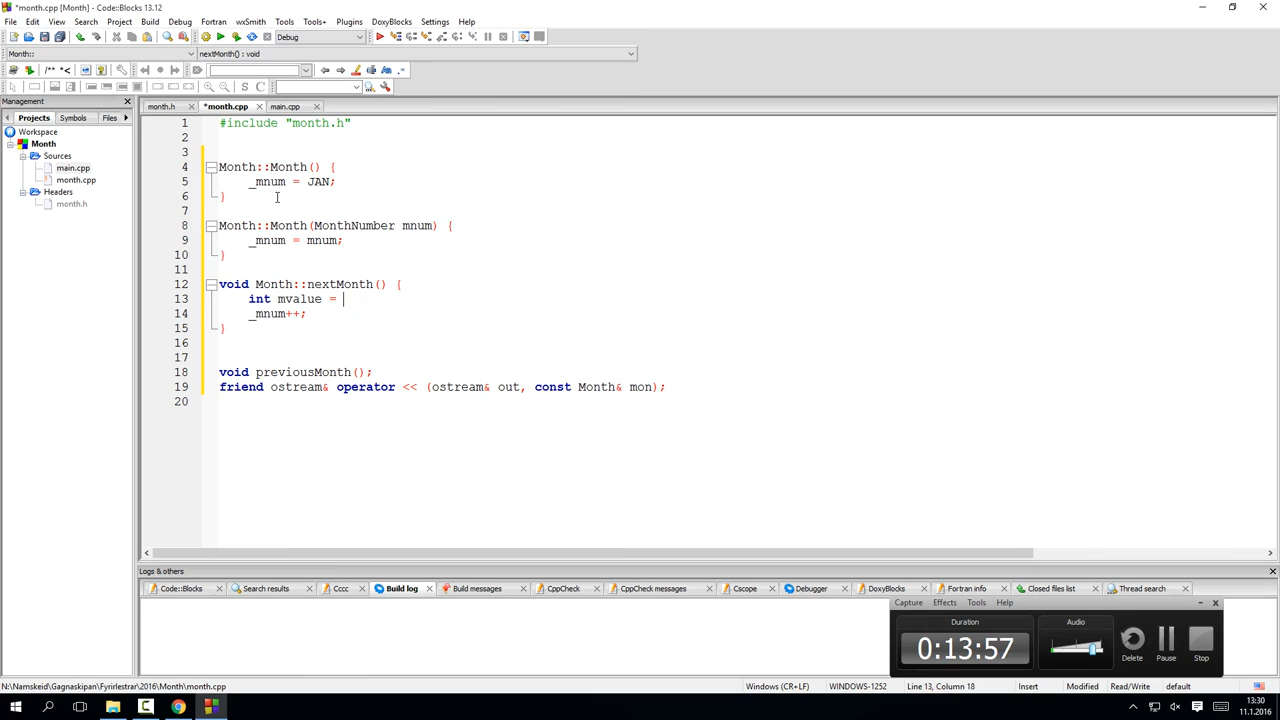 *month.cpp [Month] - Code::Blocks 13.12
File Edit View Search Project Build Debug Fortran wxSmith Tools Tools+ Plugins DoxyBlocks Settings Help
Debug
Month:: nextMonth() : void
/** *< S C
Management
Projects Symbols Files
month.h *month.cpp main.cpp
Workspace
Month
Sources
main.cpp
month.cpp
Headers
month.h
1 #include "month.h"
2
3
4 Month::Month() {
5 _mnum = JAN;
6 }
7
8 Month::Month(MonthNumber mnum) {
9 _mnum = mnum;
10 }
11
12 void Month::nextMonth() {
13 int mvalue =
14 _mnum++;
15 }
16
17
18 void previousMonth();
19 friend ostream& operator << (ostream& out, const Month& mon);
20
Logs & others
Code::Blocks Search results Cccc Build log Build messages CppCheck CppCheck messages Cscope Debugger DoxyBlocks Fortran info Closed files list Thread search
Capture Effects Tools Help
Duration Audio
0:13:57
Delete Pause Stop
N:\Namskeid\Gagnaskipan\Fyrirlestrar\2016\Month\month.cpp Windows (CR+LF) WINDOWS-1252 Line 13, Column 18 Insert Modified Read/Write default
13:30
11.1.2016